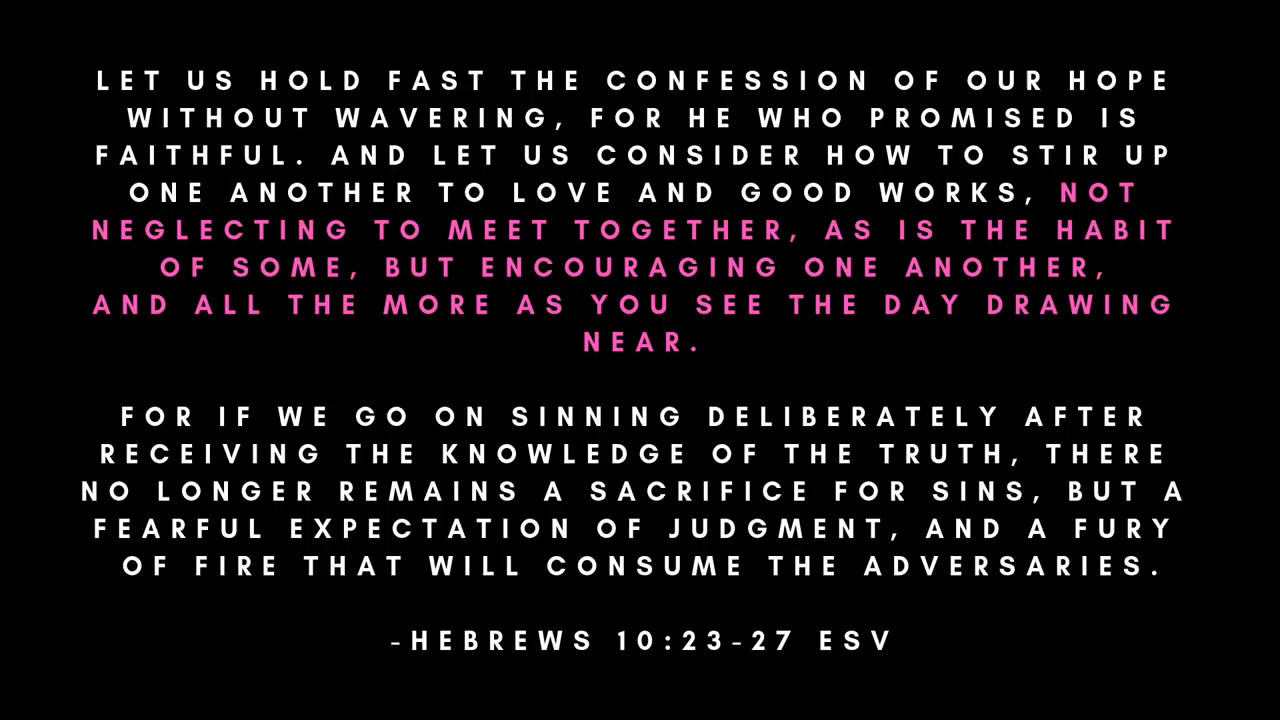 LET US HOLD FAST THE CONFESSION OF OUR HOPE
WITHOUT WAVERING, FOR HE WHO PROMISED IS
FAITHFUL. AND LET US CONSIDER HOW TO STIR UP
ONE ANOTHER TO LOVE AND GOOD WORKS, NOT
NEGLECTING TO MEET TOGETHER, AS IS THE HABIT
OF SOME, BUT ENCOURAGING ONE ANOTHER,
AND ALL THE MORE AS YOU SEE THE DAY DRAWING
NEAR.
FOR IF WE GO ON SINNING DELIBERATELY AFTER
RECEIVING THE KNOWLEDGE OF THE TRUTH, THERE
NO LONGER REMAINS A SACRIFICE FOR SINS, BUT A
FEARFUL EXPECTATION OF JUDGMENT, AND A FURY
OF FIRE THAT WILL CONSUME THE ADVERSARIES.
-HEBREWS 10:23-27 ESV